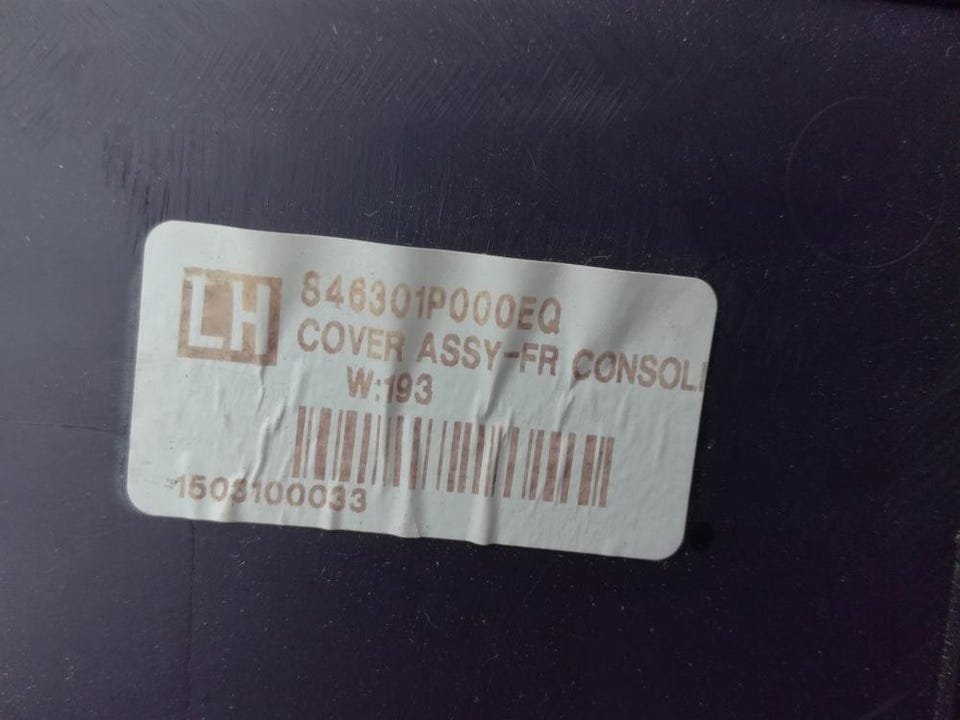 LH
846301P000EQ
COVER ASSY-FR CONSOL
W:193
1503100033